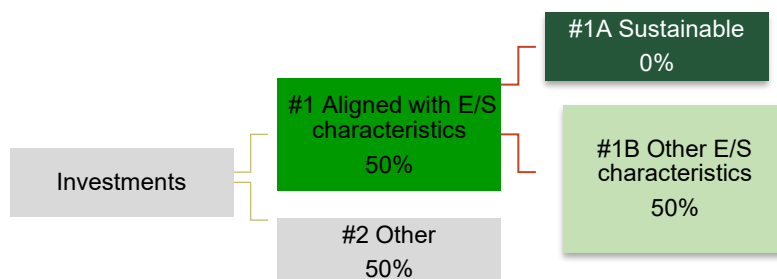 #1A Sustainable
0%
#1 Aligned with E/S
characteristics
50%
#1B Other E/S
characteristics
50%
Investments
#2 Other
50%